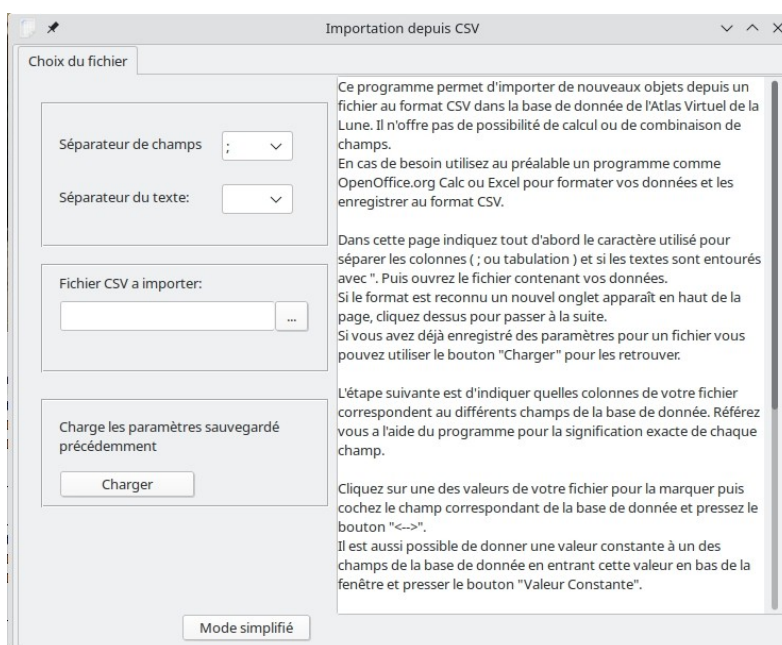 Importation depuis CSV
Choix du fichier
Séparateur de champs
;
Séparateur du texte:
Fichier CSV a importer:
...
Charge les paramètres sauvegardé
précédemment
Charger
Mode simplifié
Ce programme permet d'importer de nouveaux objets depuis un
fichier au format CSV dans la base de donnée de l'Atlas Virtuel de la
Lune. Il n'offre pas de possibilité de calcul ou de combinaison de
champs.
En cas de besoin utilisez au préalable un programme comme
OpenOffice.org Calc ou Excel pour formater vos données et les
enregistrer au format CSV.
Dans cette page indiquez tout d'abord le caractère utilisé pour
séparer les colonnes ( ; ou tabulation ) et si les textes sont entourés
avec ". Puis ouvrez le fichier contenant vos données.
Si le format est reconnu un nouvel onglet apparaît en haut de la
page, cliquez dessus pour passer à la suite.
Si vous avez déjà enregistré des paramètres pour un fichier vous
pouvez utiliser le bouton "Charger" pour les retrouver.
L'étape suivante est d'indiquer quelles colonnes de votre fichier
correspondent au différents champs de la base de donnée. Référez
vous a l'aide du programme pour la signification exacte de chaque
champ.
Cliquez sur une des valeurs de votre fichier pour la marquer puis
cochez le champ correspondant de la base de donnée et pressez le
bouton "<-->".
Il est aussi possible de donner une valeur constante à un des
champs de la base de donnée en entrant cette valeur en bas de la
fenêtre et presser le bouton "Valeur Constante".